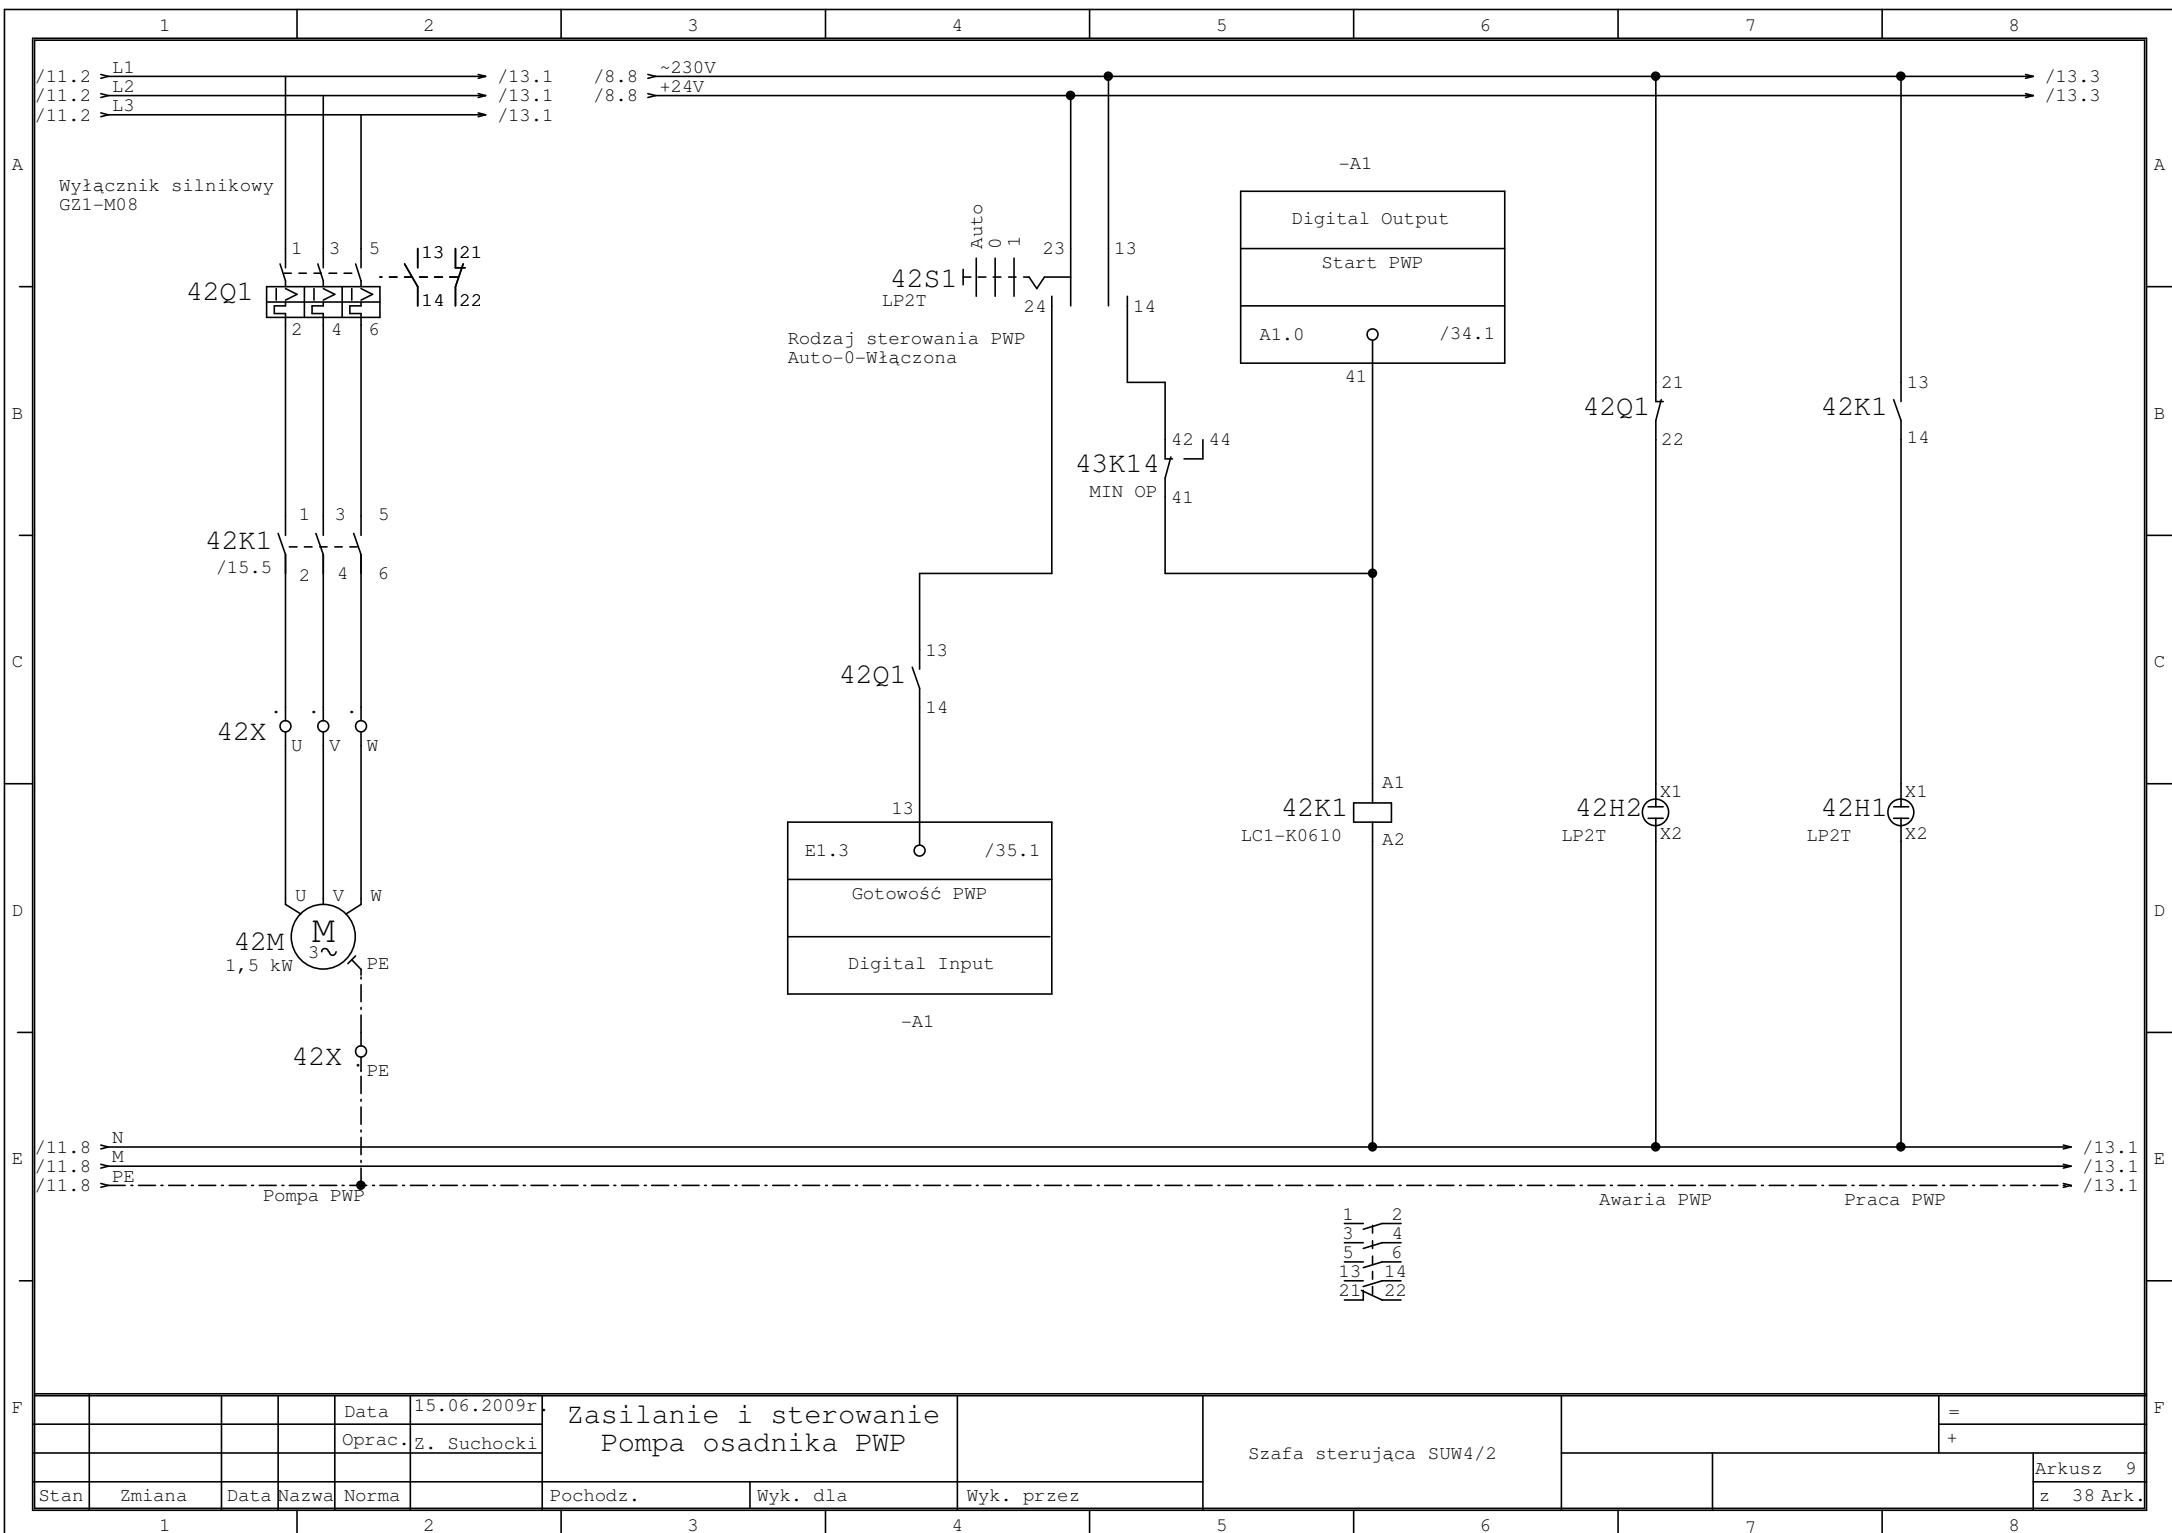 1 2 3 4 5 6 7 8
/11.2 L1 /13.1 /8.8 ~230V /13.3
/11.2 L2 /13.1 /8.8 +24V /13.3
/11.2 L3 /13.1
A A
-A1
Wyłącznik silnikowy
GZ1-M08
Digital Output
Auto
0
1
1 3 5 13 21 23 13
Start PWP
42Q1 14 22
42S1
LP2T
24 14
2 4 6
Rodzaj sterowania PWP
Auto-0-Włączona
A1.0 /34.1
41
21 13
B 42Q1 42K1 B
22 14
42 44
43K14
MIN OP 41
1 3 5
42K1
/15.5 2 4 6
13
C 42Q1 C
14
42X
U V W
A1 X1 X1
13 42K1 42H2 42H1
LC1-K0610 A2 LP2T X2 LP2T X2
E1.3 /35.1
U V W
Gotowość PWP
D D
42M M
3~
1,5 kW PE
Digital Input
-A1
42X
PE
/11.8 N /13.1
E /11.8 M /13.1 E
/11.8 PE /13.1
Pompa PWP Awaria PWP Praca PWP
1 2
3 4
5 6
13 14
21 22
F F
Data 15.06.2009r.
Oprac. Z. Suchocki
Zasilanie i sterowanie
Pompa osadnika PWP
Szafa sterująca SUW4/2
=
+
Arkusz 9
Stan Zmiana Data Nazwa Norma Pochodz. Wyk. dla Wyk. przez z 38 Ark.
1 2 3 4 5 6 7 8